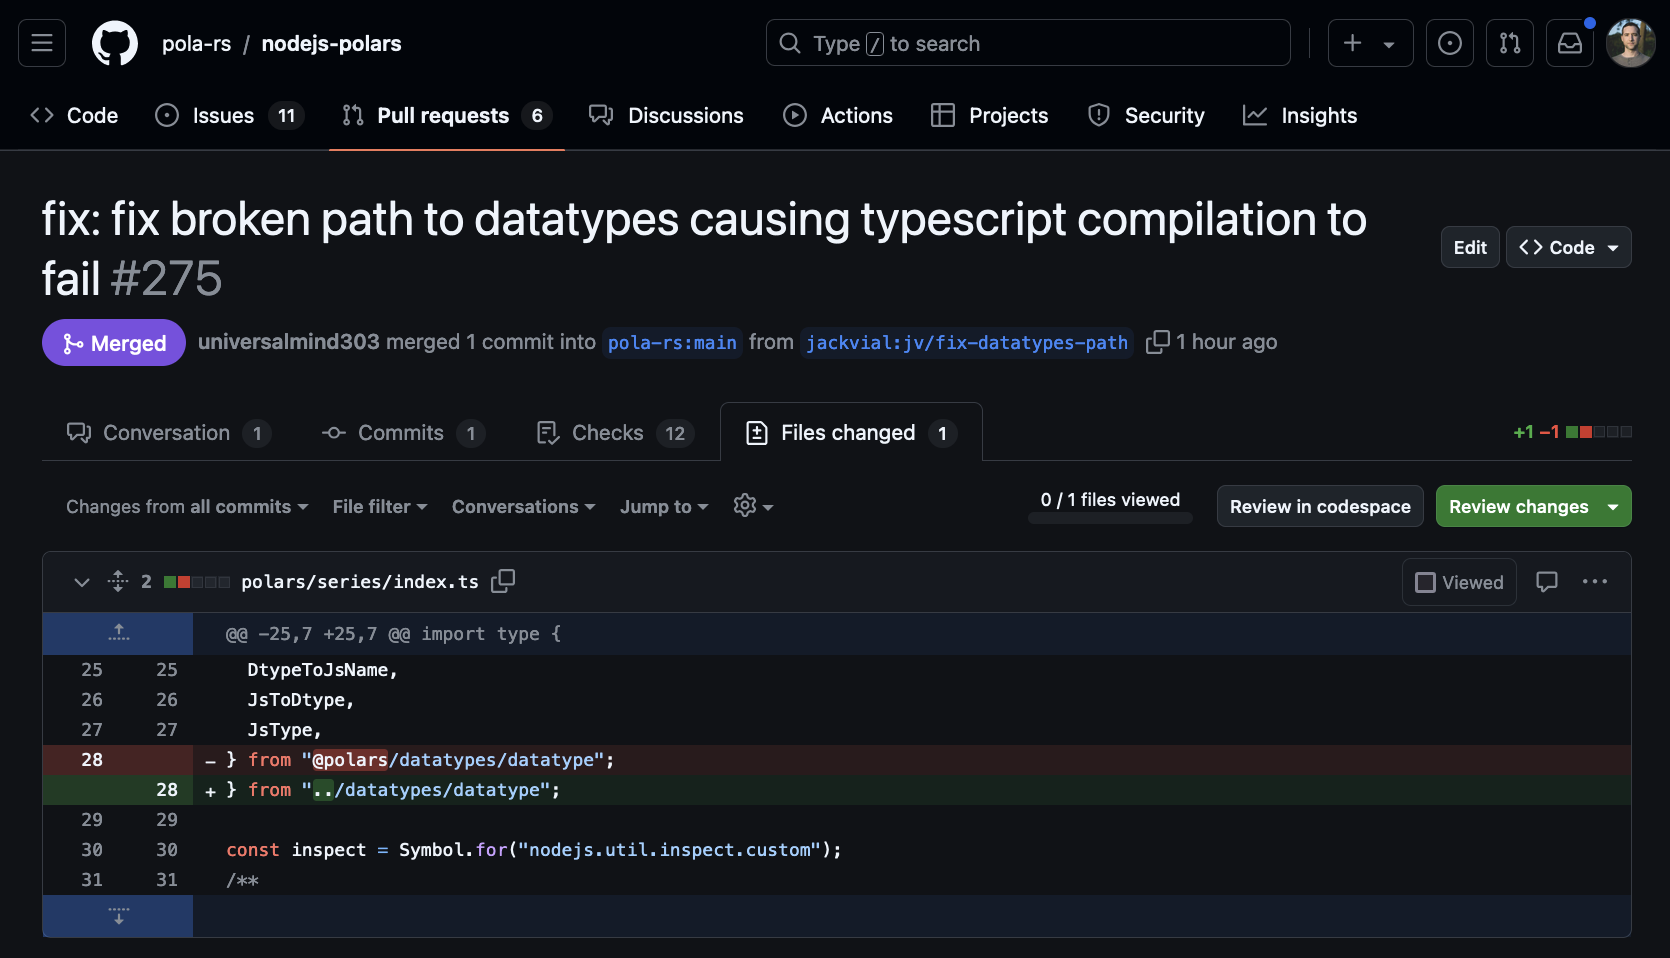 pola-rs / nodejs-polars
Type / to search
Code
Issues 11
Pull requests 6
Discussions
Actions
Projects
Security
Insights
fix: fix broken path to datatypes causing typescript compilation to
fail #275
Edit
<> Code
Merged
universalmind303 merged 1 commit into pola-rs:main from jackvial:jv/fix-datatypes-path 1 hour ago
Conversation 1
Commits 1
Checks 12
Files changed 1
+1 −1
Changes from all commits
File filter
Conversations
Jump to
0 / 1 files viewed
Review in codespace
Review changes
2 polars/series/index.ts
Viewed
@@ -25,7 +25,7 @@ import type {
25 25 DtypeToJsName,
26 26 JsToDtype,
27 27 JsType,
28 - } from "@polars/datatypes/datatype";
28 + } from "../datatypes/datatype";
29 29
30 30 const inspect = Symbol.for("nodejs.util.inspect.custom");
31 31 /**